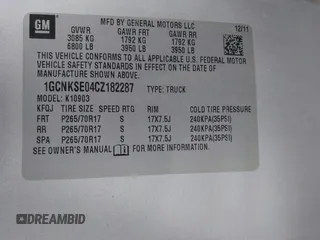 GM
MFD BY GENERAL MOTORS LLC
12/11
GVWR GAWR FRT GAWR RR
3085 KG 1792 KG 1792 KG
6800 LB 3950 LB 3950 LB
THIS VEHICLE CONFORMS TO ALL APPLICABLE U.S. FEDERAL MOTOR
VEHICLE SAFETY STANDARDS IN EFFECT ON THE DATE OF
MANUFACTURE SHOWN ABOVE.
1GCNKSE04CZ182287 TYPE: TRUCK
MODEL: K10903
KSFQ TIRE SIZE SPEED RTG RIM COLD TIRE PRESSURE
FRT P265/70R17 S 17X7.5J 240KPA(35PSI)
RR P265/70R17 S 17X7.5J 240KPA(35PSI)
SPA P265/70R17 S 17X7.5J 240KPA(35PSI)
SEE OWNER'S MANUAL FOR MORE INFORMATION
DREAMBID